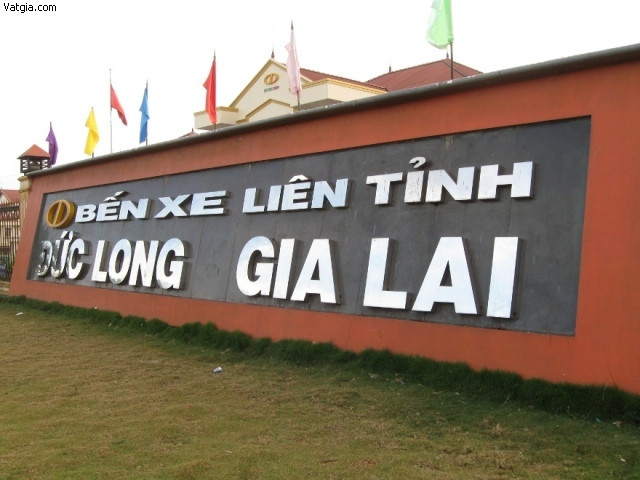 Vatgia.com
BẾN XE LIÊN TỈNH
ĐỨC LONG GIA LAI